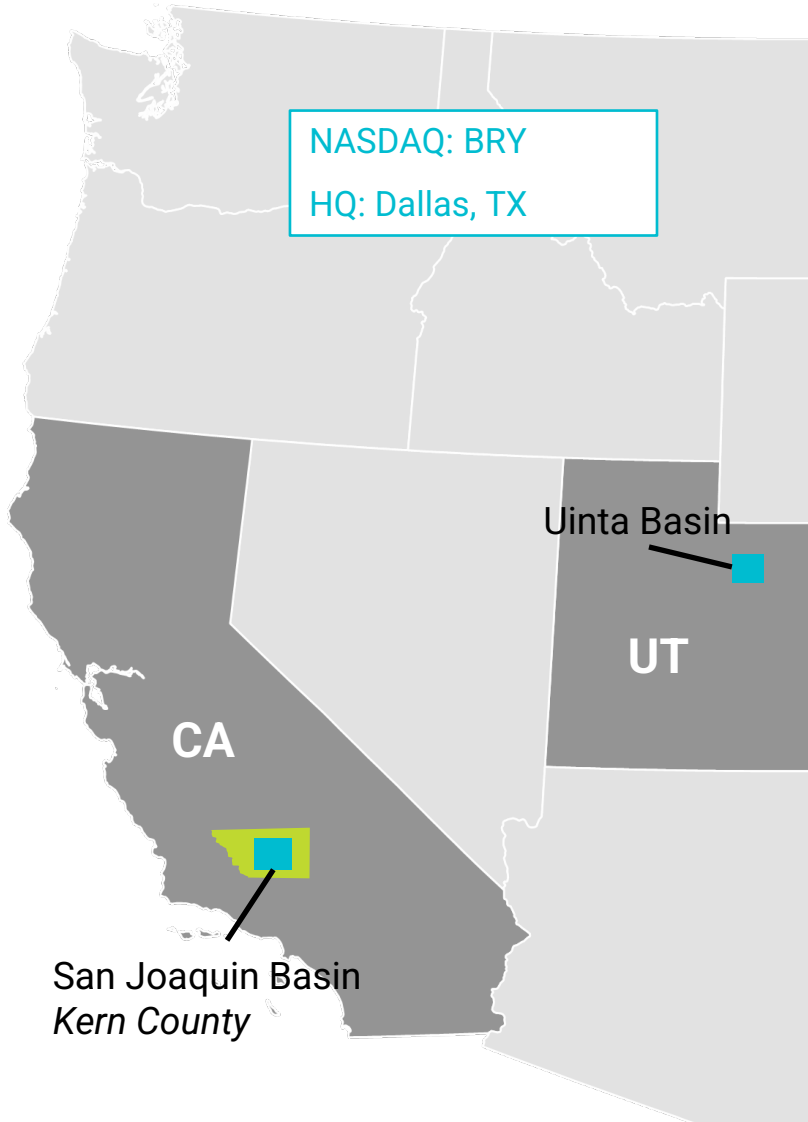 NASDAQ: BRY
HQ: Dallas, TX
Uinta Basin
UT
CA
San Joaquin Basin
Kern County